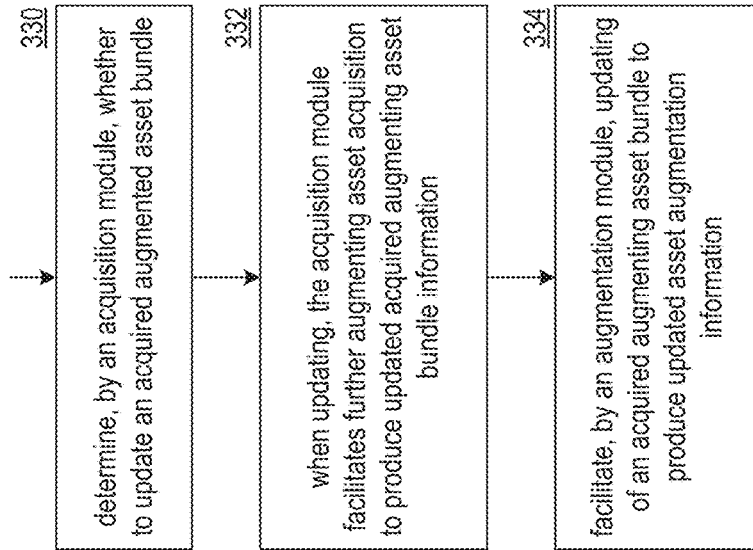 330
determine, by an acquisition module, whether
to update an acquired augmented asset bundle
332
when updating, the acquisition module
facilitates further augmenting asset acquisition
to produce updated acquired augmenting asset
bundle information
334
facilitate, by an augmentation module, updating
of an acquired augmenting asset bundle to
produce updated asset augmentation
information